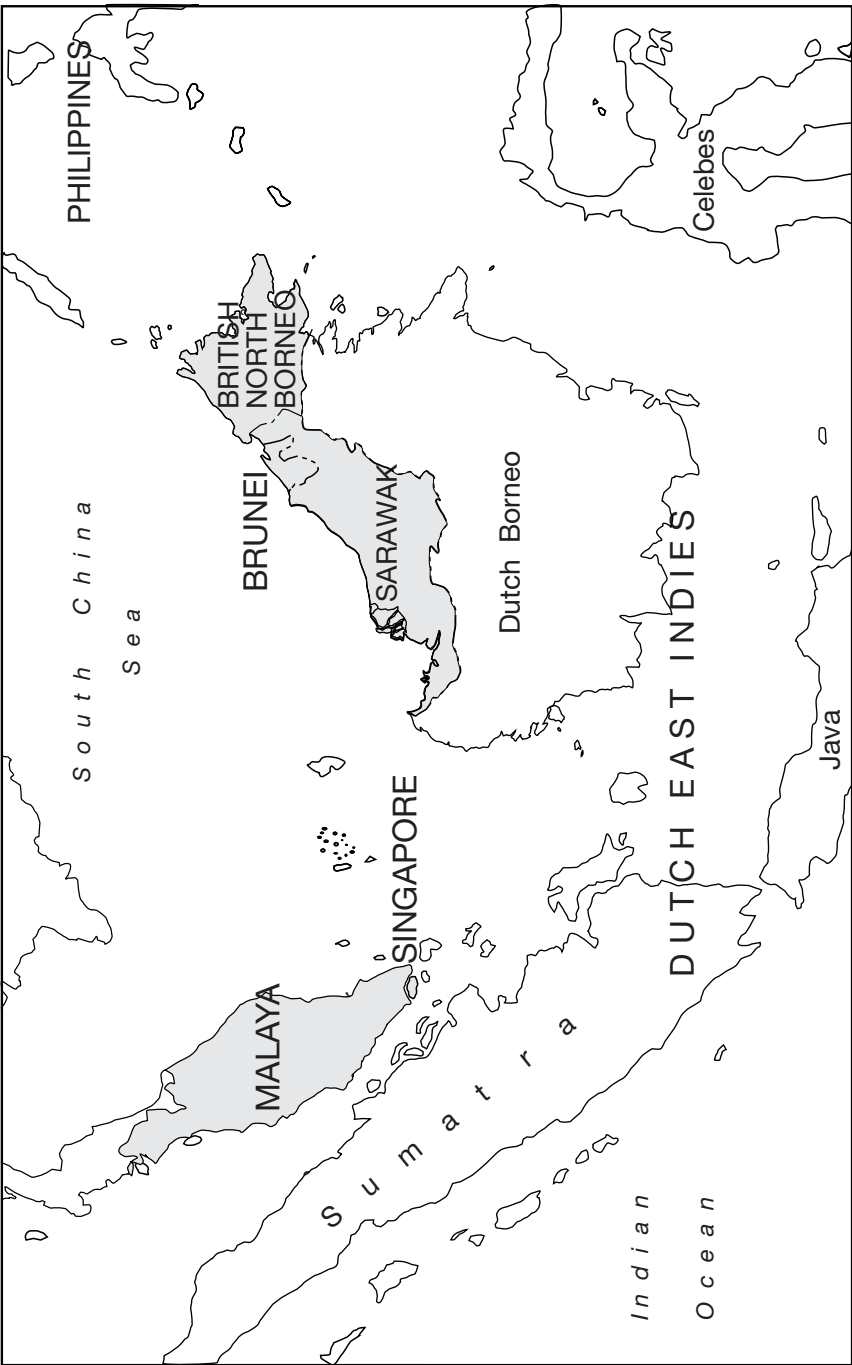 PHILIPPINES
South China
Sea
BRITISH
NORTH
BORNEO
BRUNEI
SARAWAK
MALAYA
SINGAPORE
Dutch Borneo
Celebes
Sumatra
DUTCH EAST INDIES
Java
Indian
Ocean